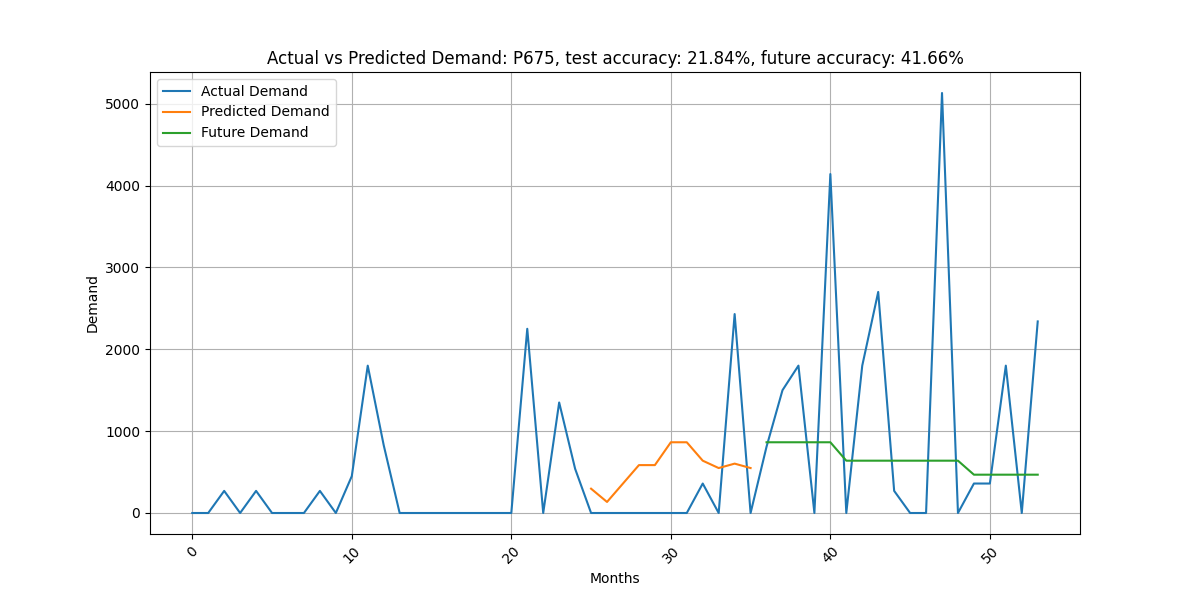 Actual vs Predicted Demand: P675, test accuracy: 21.84%, future accuracy: 41.66%
Actual Demand
Predicted Demand
Future Demand
5000
4000
3000
2000
1000
0
Demand
0 10 20 30 40 50
Months